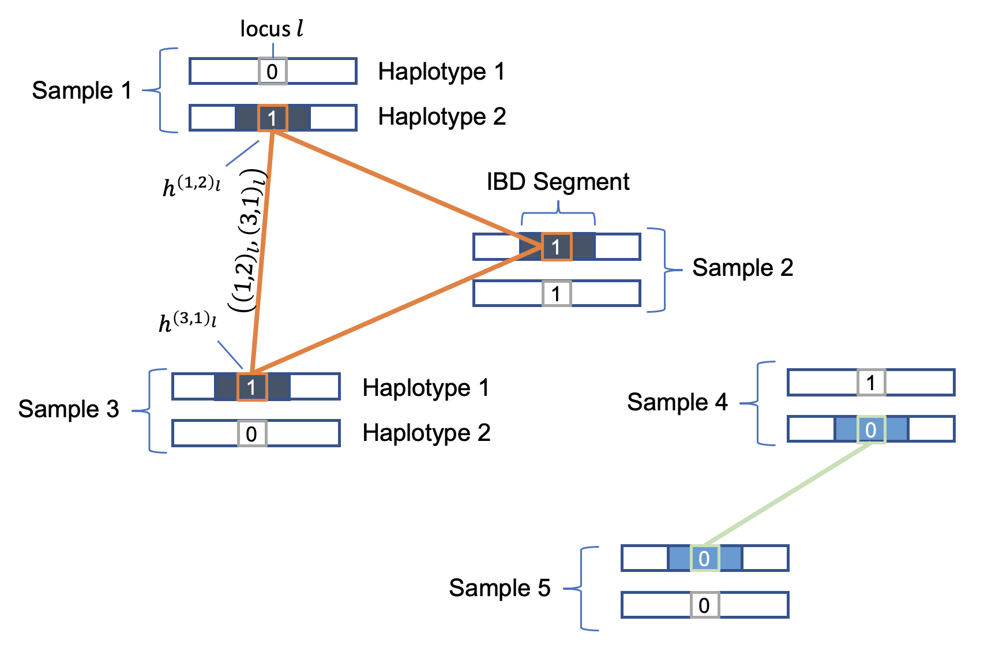 locus l
0
Haplotype 1
Sample 1
1
Haplotype 2
h^(1,2)_l
((1,2)_l, (3,1)_l)
IBD Segment
1
Sample 2
1
h^(3,1)_l
1
Haplotype 1
Sample 3
0
Haplotype 2
1
Sample 4
0
0
Sample 5
0